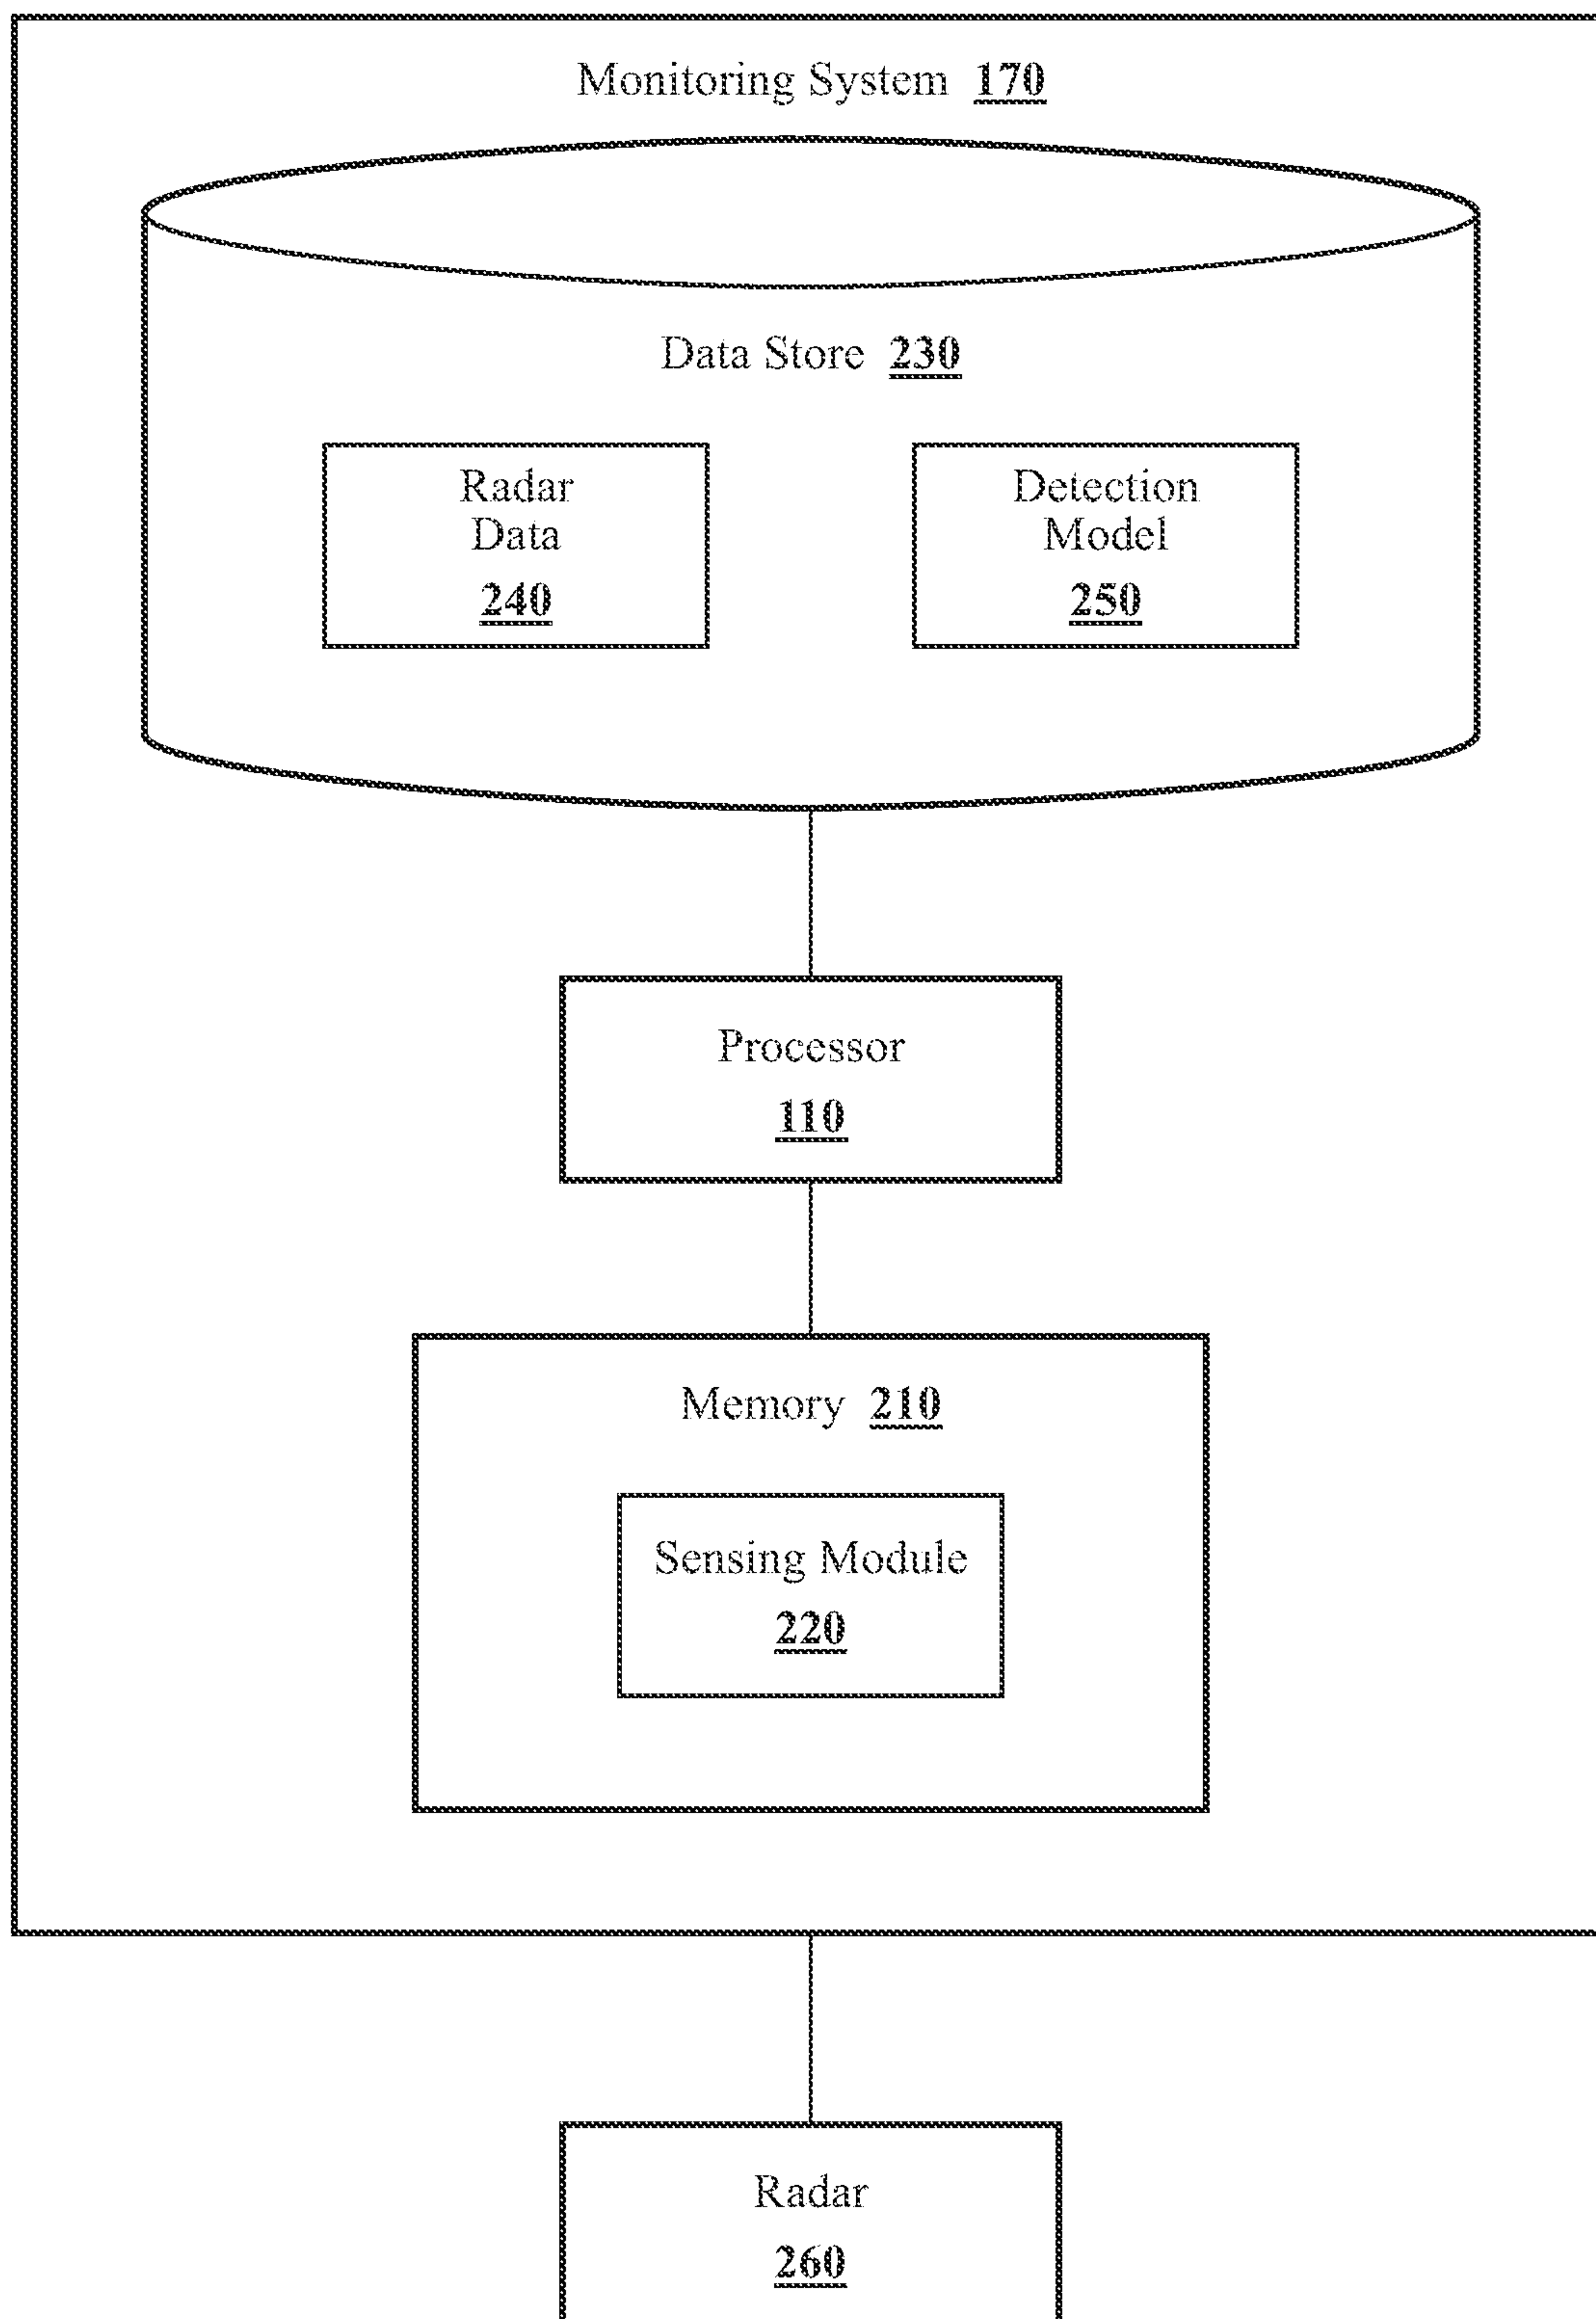 Monitoring System 170
Data Store 230
Radar
Data
240
Detection
Model
250
Processor
110
Memory 210
Sensing Module
220
Radar
260